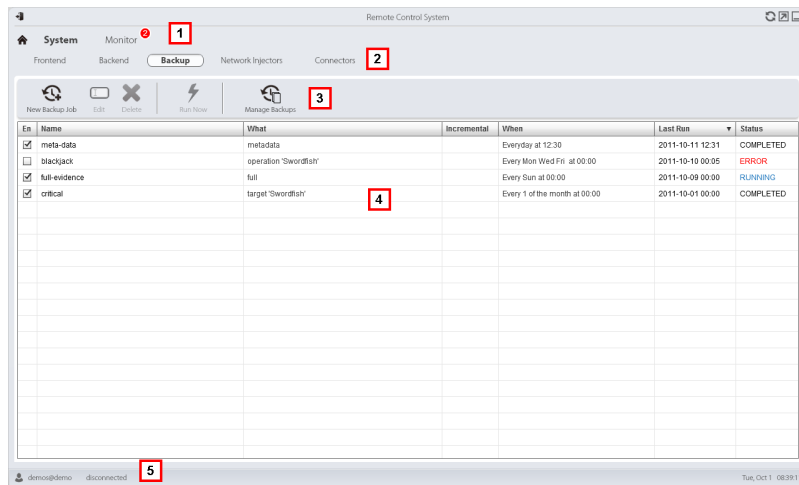 Remote Control System
System Monitor 2 1
Frontend Backend Backup Network Injectors Connectors 2
New Backup Job Edit Delete Run Now Manage Backups 3
En Name What Incremental When Last Run Status
meta-data metadata Everyday at 12:30 2011-10-11 12:31 COMPLETED
blackjack operation 'Swordfish' Every Mon Wed Fri at 00:00 2011-10-10 00:05 ERROR
full-evidence full Every Sun at 00:00 2011-10-09 00:00 RUNNING
critical target 'Swordfish' Every 1 of the month at 00:00 2011-10-01 00:00 COMPLETED
4
demos@demo disconnected 5 Tue, Oct 1 08:39:1